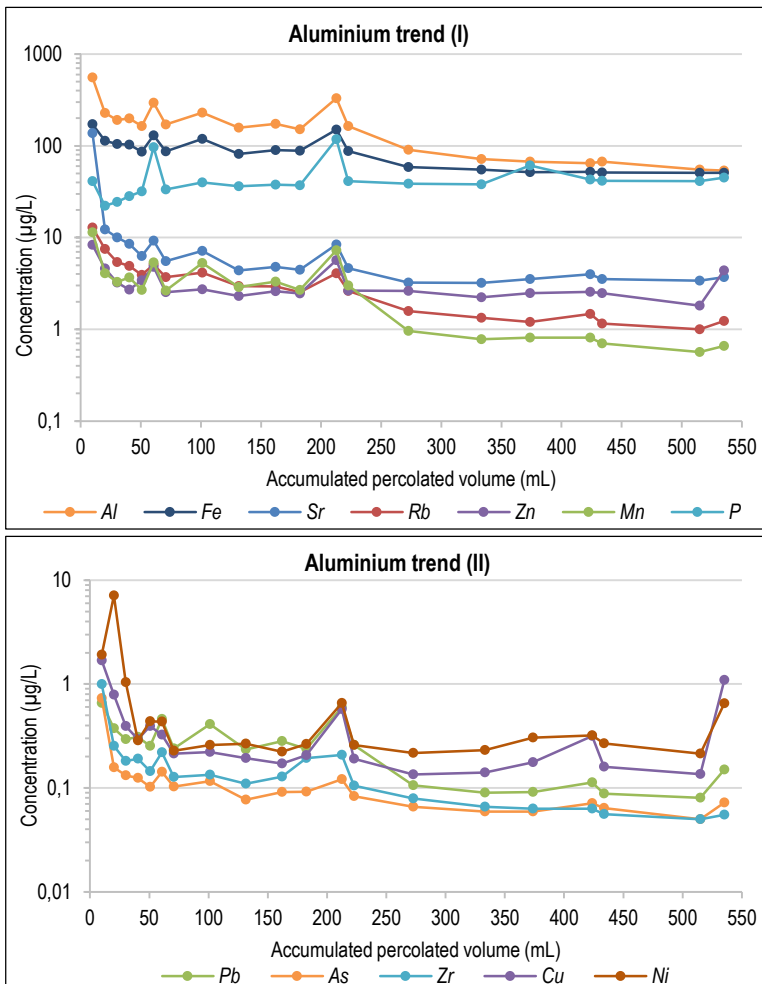 Aluminium trend (I)
1000
100
10
1
0,1
Concentration (µg/L)
0 50 100 150 200 250 300 350 400 450 500 550
Accumulated percolated volume (mL)
Al Fe Sr Rb Zn Mn P
Aluminium trend (II)
10
1
0,1
0,01
Concentration (µg/L)
0 50 100 150 200 250 300 350 400 450 500 550
Accumulated percolated volume (mL)
Pb As Zr Cu Ni